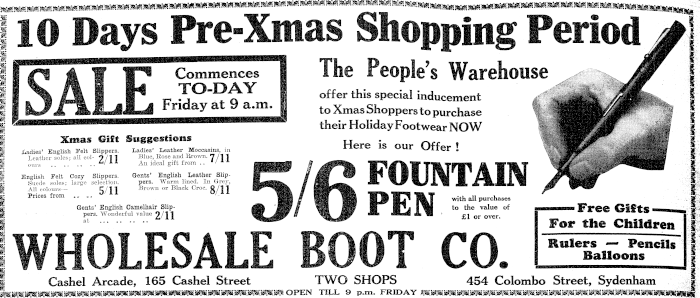 10 Days Pre-Xmas Shopping Period
SALE
Commences
TO-DAY
Friday at 9 a.m.
The People's Warehouse
offer this special inducement
to Xmas Shoppers to purchase
their Holiday Footwear NOW
Here is our Offer !
Xmas Gift Suggestions
Ladies' English Felt Slippers.
Leather soles; all col-
ours .. .. .. 2/11
Ladies' Leather Moccasins, in
Blue, Rose and Brown. 7/11
An ideal gift from ..
English Felt Cozy Slippers.
Suede soles; large selection.
All colours— 5/11
Prices from ..
Gents' English Leather Slip-
pers. Warm lined. In Grey,
Brown or Black Croc. 8/11
Gents' English Camelhair Slip-
pers. Wonderful value 2/11
at
5/6 FOUNTAIN
PEN
with all purchases
to the value of
£1 or over.
Free Gifts
For the Children
Rulers — Pencils
Balloons
WHOLESALE BOOT CO.
Cashel Arcade, 165 Cashel Street
TWO SHOPS
454 Colombo Street, Sydenham
OPEN TILL 9 p.m. FRIDAY